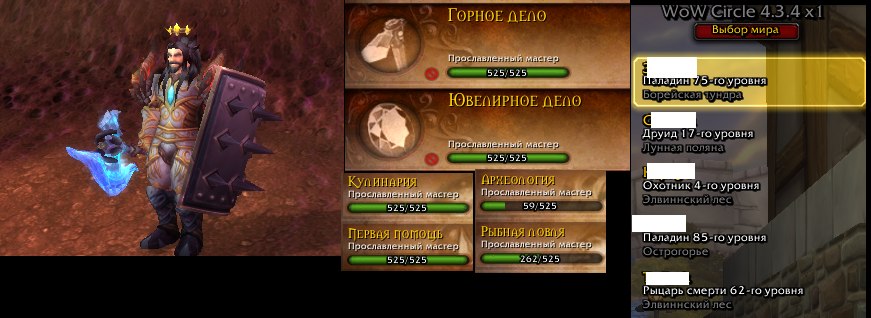 Горное дело
Прославленный мастер
525/525
Ювелирное дело
Прославленный мастер
525/525
Кулинария
Прославленный мастер
525/525
Археология
Прославленный мастер
59/525
Первая помощь
Прославленный мастер
525/525
Рыбная ловля
Прославленный мастер
262/525
WoW Circle 4.3.4 x1
Выбор мира
Паладин 75-го уровня
Борейская тундра
Друид 17-го уровня
Лунная поляна
Охотник 4-го уровня
Элвиннский лес
Паладин 85-го уровня
Острогорье
Рыцарь смерти 62-го уровня
Элвиннский лес